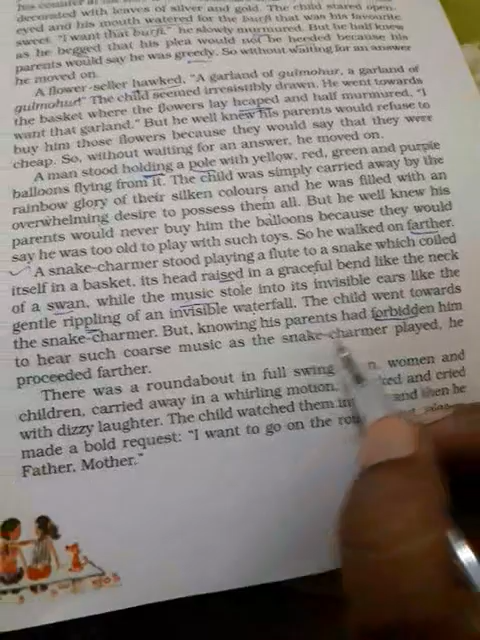 his counter at the
decorated with leaves of silver and gold. The child stared open-
eyed and his mouth watered for the burfi that was his favourite
sweet. "I want that burfi," he slowly murmured. But he half knew
as he begged that his plea would not be heeded because his
parents would say he was greedy. So without waiting for an answer
he moved on.
A flower-seller hawked, "A garland of gulmohur, a garland of
gulmohur!" The child seemed irresistibly drawn. He went towards
the basket where the flowers lay heaped and half murmured, "I
want that garland." But he well knew his parents would refuse to
buy him those flowers because they would say that they were
cheap. So, without waiting for an answer, he moved on.
A man stood holding a pole with yellow, red, green and purple
balloons flying from it. The child was simply carried away by the
rainbow glory of their silken colours and he was filled with an
overwhelming desire to possess them all. But he well knew his
parents would never buy him the balloons because they would
say he was too old to play with such toys. So he walked on farther.
A snake-charmer stood playing a flute to a snake which coiled
itself in a basket, its head raised in a graceful bend like the neck
of a swan, while the music stole into its invisible ears like the
gentle rippling of an invisible waterfall. The child went towards
the snake-charmer. But, knowing his parents had forbidden him
to hear such coarse music as the snake-charmer played, he
proceeded farther.
There was a roundabout in full swing women and
children, carried away in a whirling motion, and cried
with dizzy laughter. The child watched them and then he
made a bold request: "I want to go on the
Father, Mother."